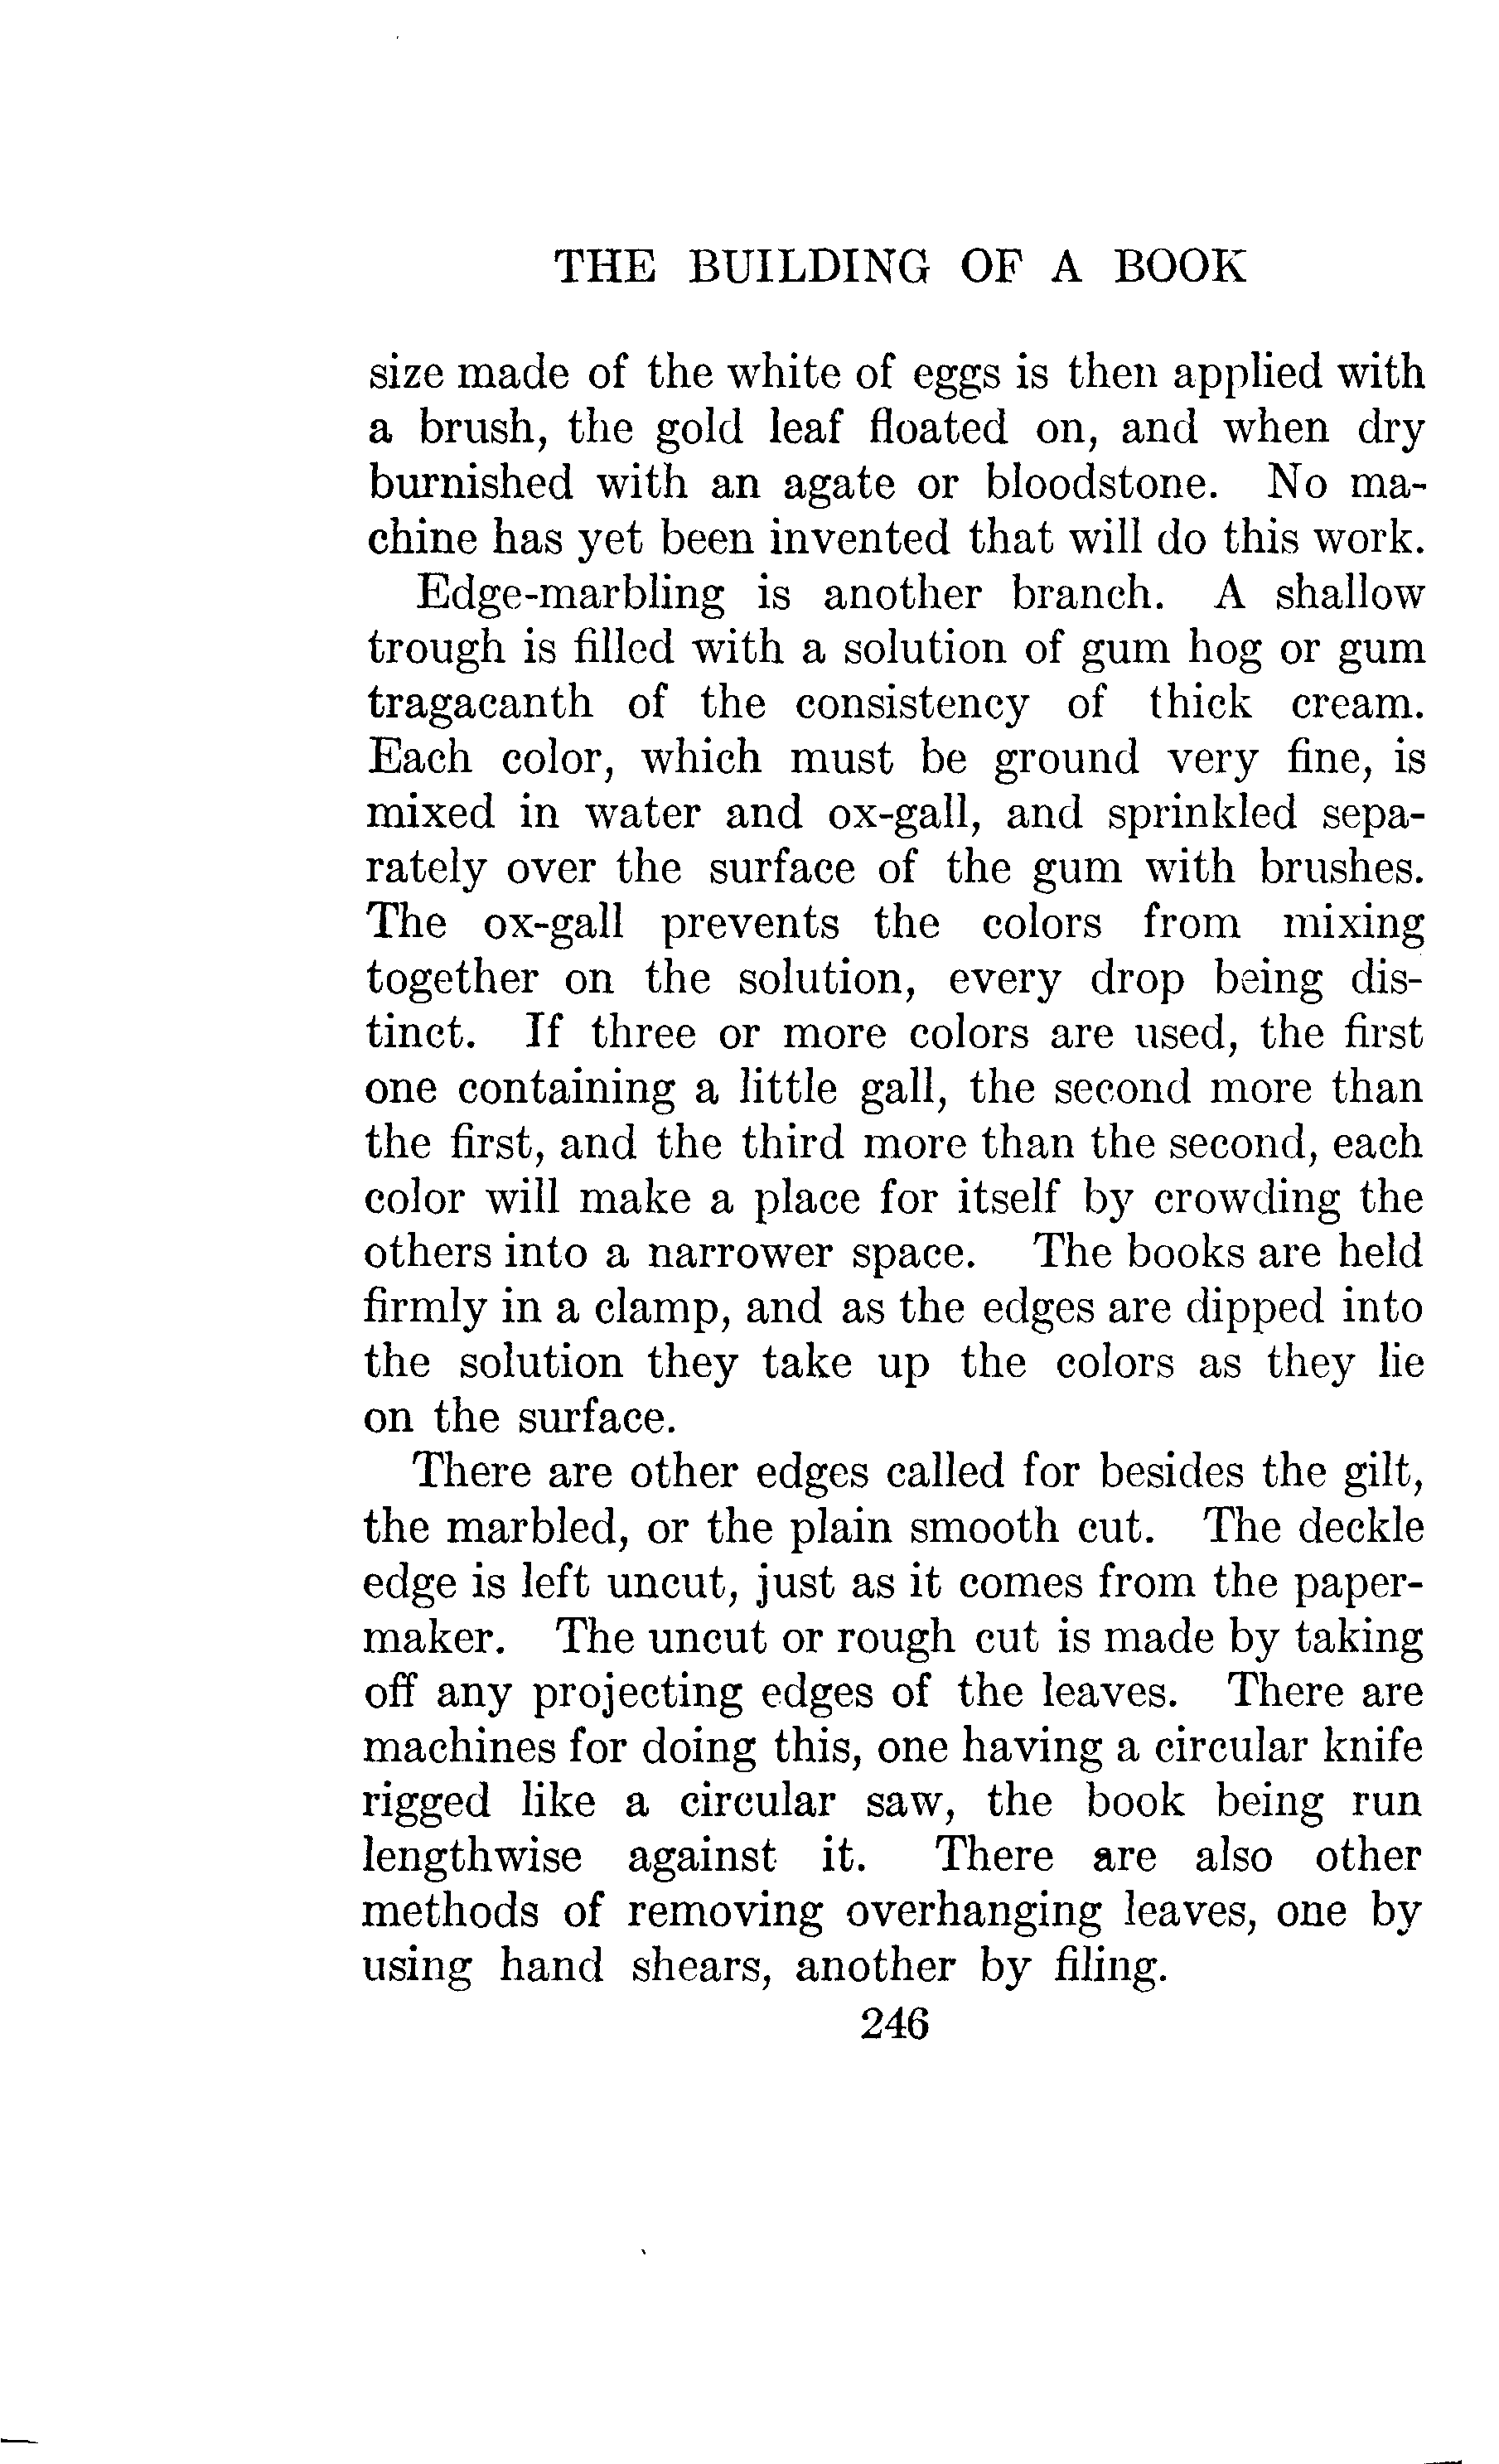 THE BUILDING OF A BOOK
size made of the white of eggs is then applied with
a brush, the gold leaf floated on, and when dry
burnished with an agate or bloodstone. No ma-
chine has yet been invented that will do this work.
Edge-marbling is another branch. A shallow
trough is filled with a solution of gum hog or gum
tragacanth of the consistency of thick cream.
Each color, which must be ground very fine, is
mixed in water and ox-gall, and sprinkled sepa-
rately over the surface of the gum with brushes.
The ox-gall prevents the colors from mixing
together on the solution, every drop being dis-
tinct. If three or more colors are used, the first
one containing a little gall, the second more than
the first, and the third more than the second, each
color will make a place for itself by crowding the
others into a narrower space. The books are held
firmly in a clamp, and as the edges are dipped into
the solution they take up the colors as they lie
on the surface.
There are other edges called for besides the gilt,
the marbled, or the plain smooth cut. The deckle
edge is left uncut, just as it comes from the paper-
maker. The uncut or rough cut is made by taking
off any projecting edges of the leaves. There are
machines for doing this, one having a circular knife
rigged like a circular saw, the book being run
lengthwise against it. There are also other
methods of removing overhanging leaves, one by
using hand shears, another by filing.
246